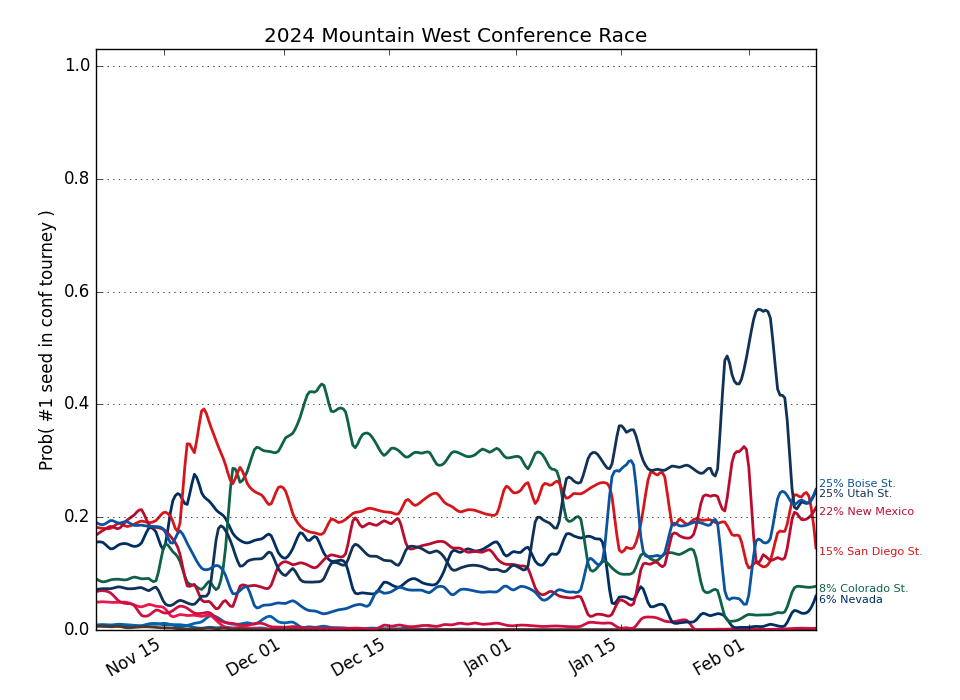 2024 Mountain West Conference Race
Prob( #1 seed in conf tourney )
1.0
0.8
0.6
0.4
0.2
0.0
Nov 15
Dec 01
Dec 15
Jan 01
Jan 15
Feb 01
25% Boise St.
25% Utah St.
22% New Mexico
15% San Diego St.
8% Colorado St.
6% Nevada